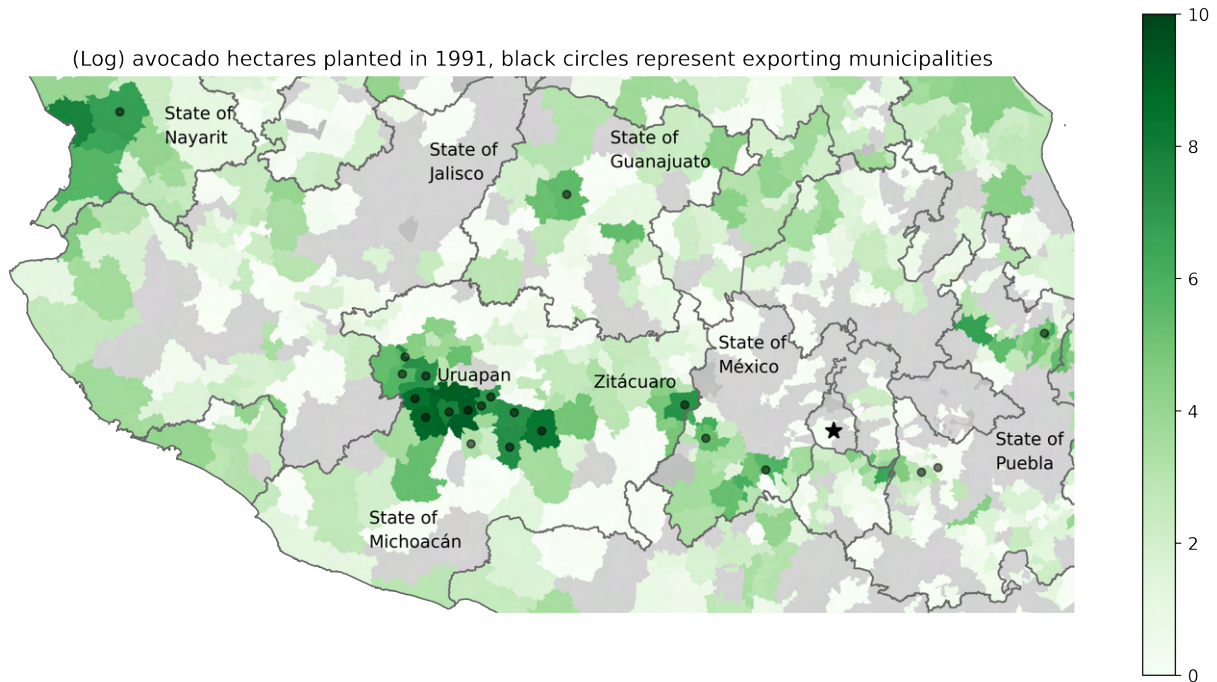 (Log) avocado hectares planted in 1991, black circles represent exporting municipalities
10
8
6
4
2
0
State of
Nayarit
State of
Jalisco
State of
Guanajuato
State of
México
Uruapan
Zitácuaro
State of
Puebla
State of
Michoacán